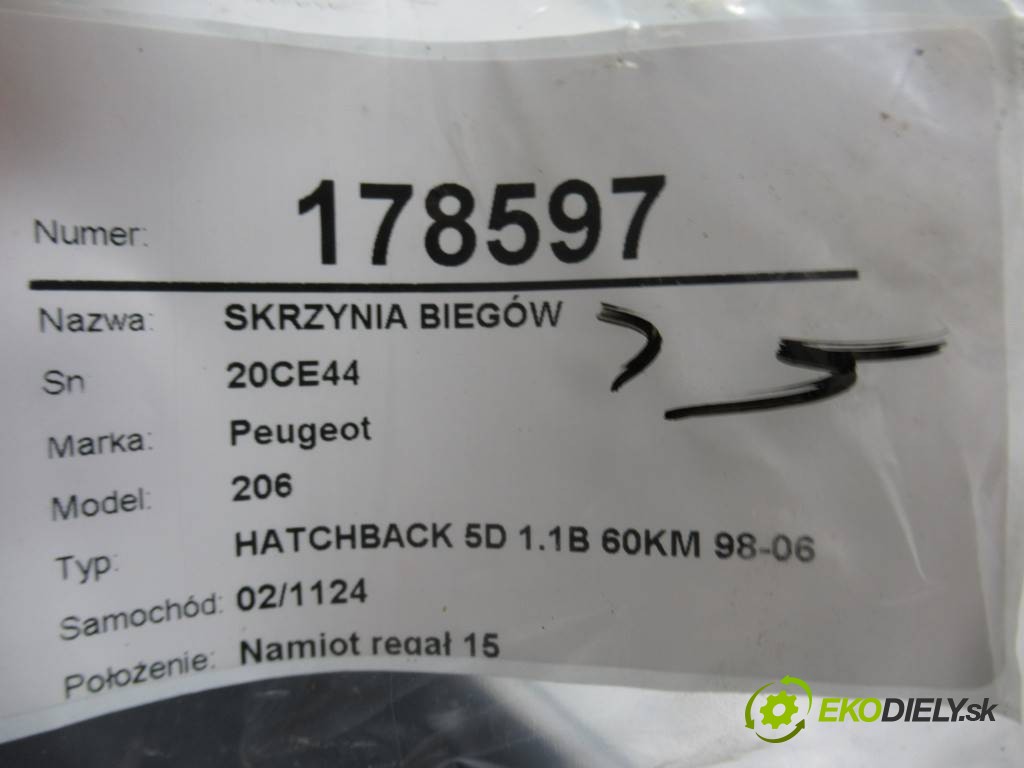 Numer: 178597
Nazwa: SKRZYNIA BIEGÓW
Sn 20CE44
Marka: Peugeot
Model: 206
Typ: HATCHBACK 5D 1.1B 60KM 98-06
Samochód: 02/1124
Położenie: Namiot regał 15
EKODIELY.sk